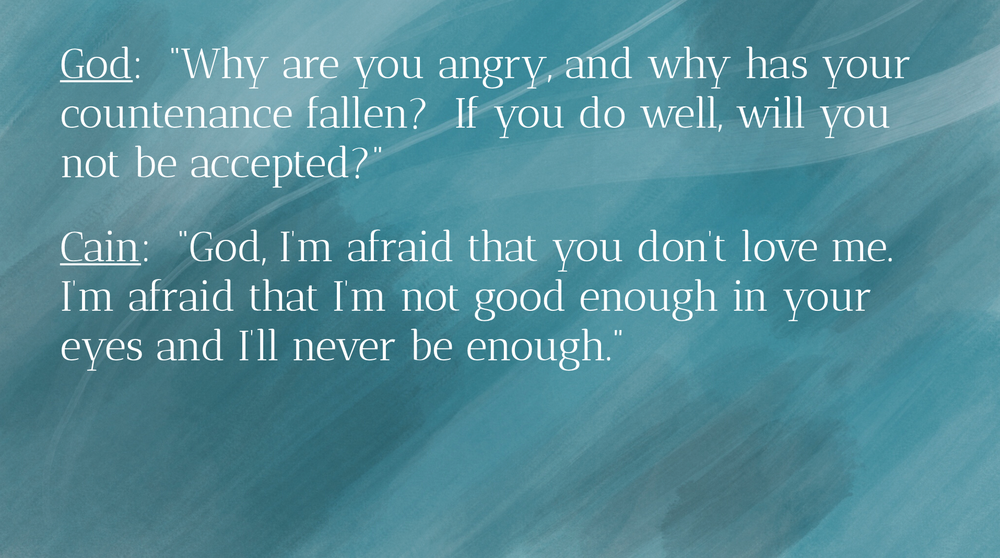 God:  "Why are you angry, and why has your
countenance fallen?  If you do well, will you
not be accepted?"
Cain:  "God, I'm afraid that you don't love me.
I'm afraid that I'm not good enough in your
eyes and I'll never be enough."